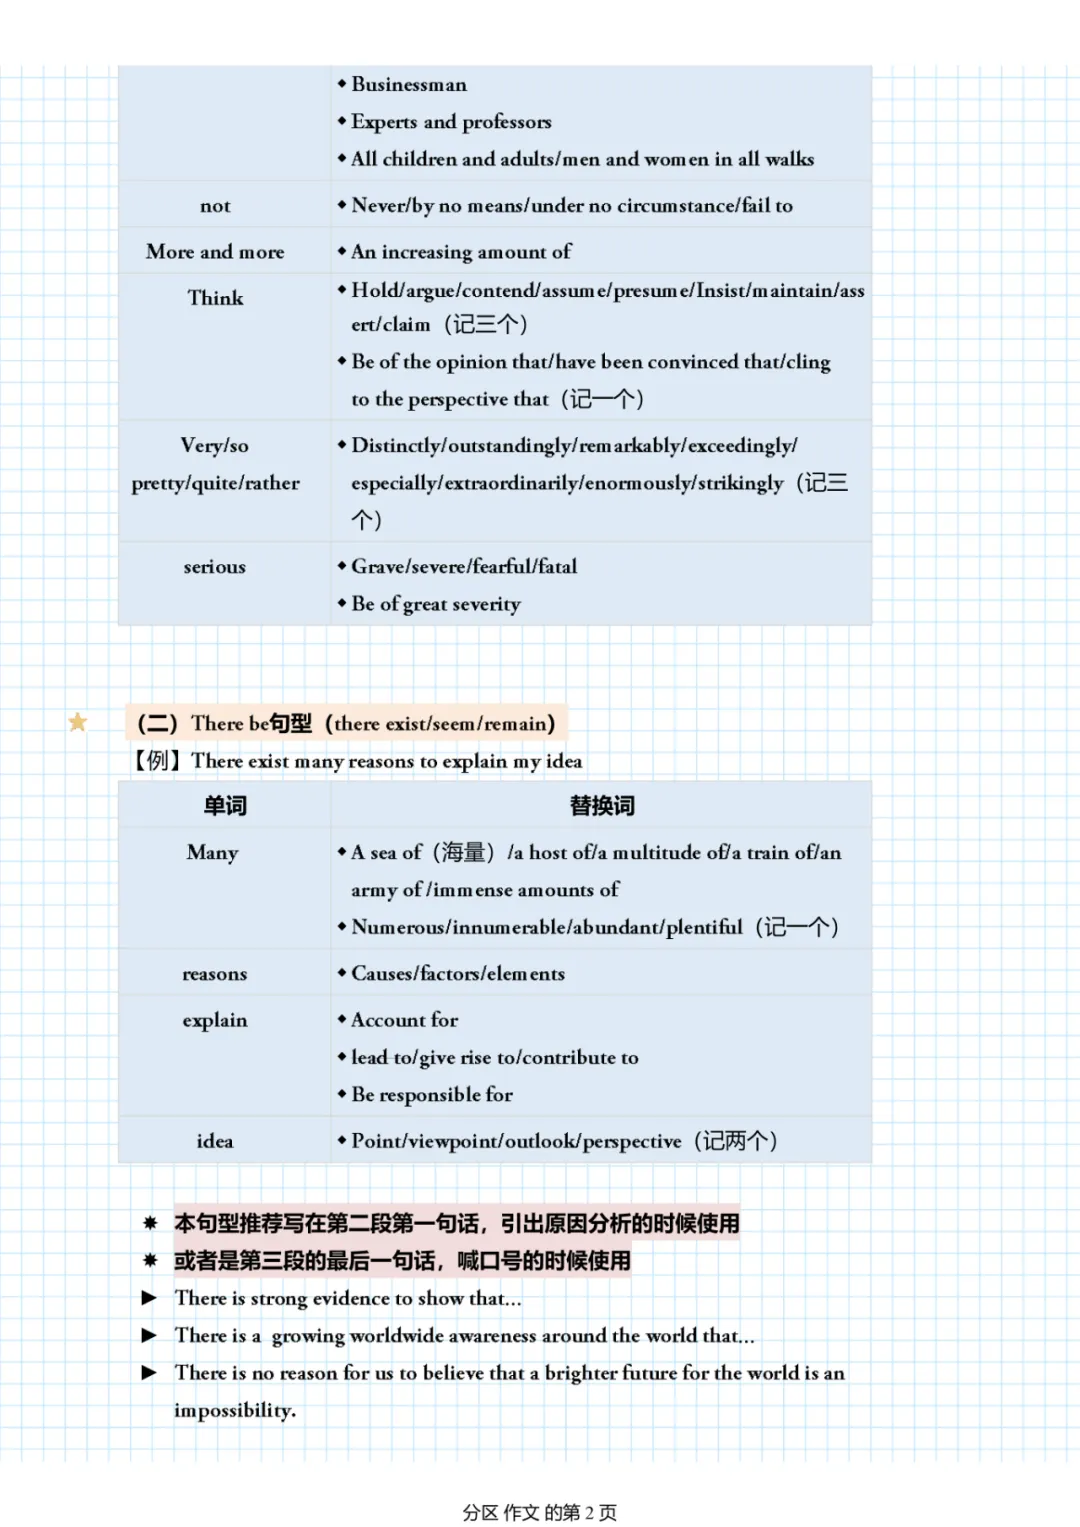 ◆ Businessman
◆ Experts and professors
◆ All children and adults/men and women in all walks
not
◆ Never/by no means/under no circumstance/fail to
More and more
◆ An increasing amount of
Think
◆ Hold/argue/contend/assume/presume/Insist/maintain/ass
ert/claim（记三个）
◆ Be of the opinion that/have been convinced that/cling
to the perspective that（记一个）
Very/so
pretty/quite/rather
◆ Distinctly/outstandingly/remarkably/exceedingly/
especially/extraordinarily/enormously/strikingly（记三
个）
serious
◆ Grave/severe/fearful/fatal
◆ Be of great severity
（二）There be句型（there exist/seem/remain）
【例】There exist many reasons to explain my idea
单词
替换词
Many
◆ A sea of（海量）/a host of/a multitude of/a train of/an
army of /immense amounts of
◆ Numerous/innumerable/abundant/plentiful（记一个）
reasons
◆ Causes/factors/elements
explain
◆ Account for
◆ lead to/give rise to/contribute to
◆ Be responsible for
idea
◆ Point/viewpoint/outlook/perspective（记两个）
✸ 本句型推荐写在第二段第一句话，引出原因分析的时候使用
✸ 或者是第三段的最后一句话，喊口号的时候使用
► There is strong evidence to show that...
► There is a growing worldwide awareness around the world that...
► There is no reason for us to believe that a brighter future for the world is an
impossibility.
分区 作文 的第 2 页